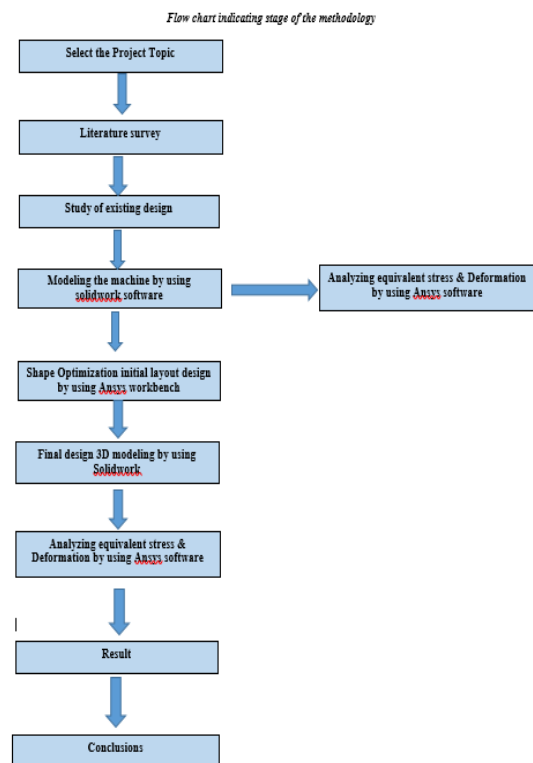 Flow chart indicating stage of the methodology
Select the Project Topic
Literature survey
Study of existing design
Modeling the machine by using
solidwork software
Analyzing equivalent stress & Deformation
by using Ansys software
Shape Optimization initial layout design
by using Ansys workbench
Final design 3D modeling by using
Solidwork
Analyzing equivalent stress &
Deformation by using Ansys software
Result
Conclusions